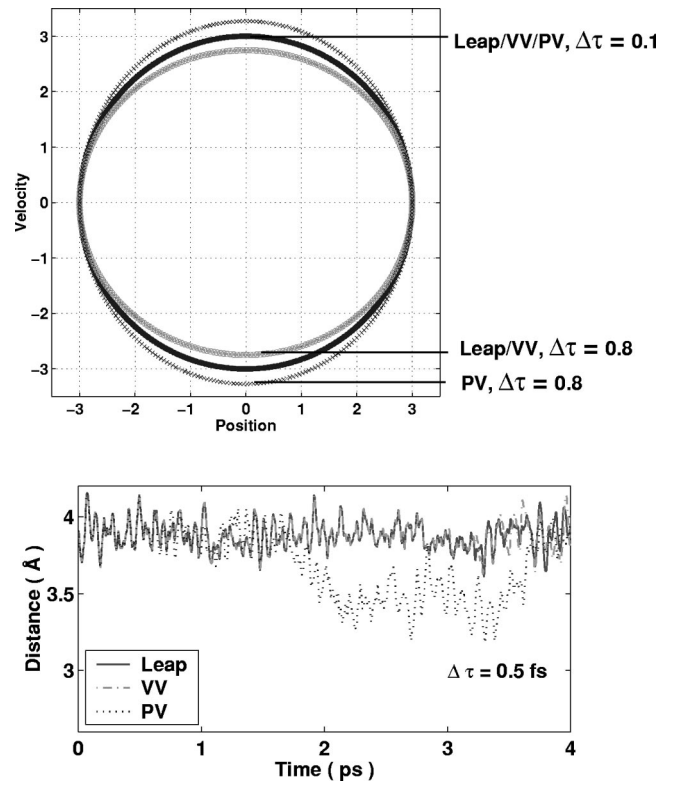 3
2
1
0
−1
−2
−3
Velocity
−3 −2 −1 0 1 2 3
Position
Leap/VV/PV, Δτ = 0.1
Leap/VV, Δτ = 0.8
PV, Δτ = 0.8
4
3.5
3
Distance ( Å )
Leap
VV
PV
Δ τ = 0.5 fs
0 1 2 3 4
Time ( ps )